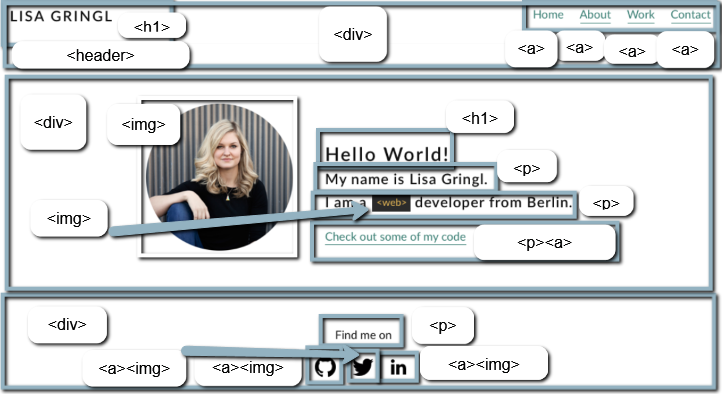 LISA GRINGL
<h1>
<header>
<div>
Home About Work Contact
<a> <a> <a> <a>
<div>
<img>
<h1>
Hello World!
<p>
My name is Lisa Gringl.
<img>
I am a <web> developer from Berlin.
<p>
Check out some of my code
<p><a>
<div>
<p>
Find me on
<a><img>
<a><img>
in
<a><img>